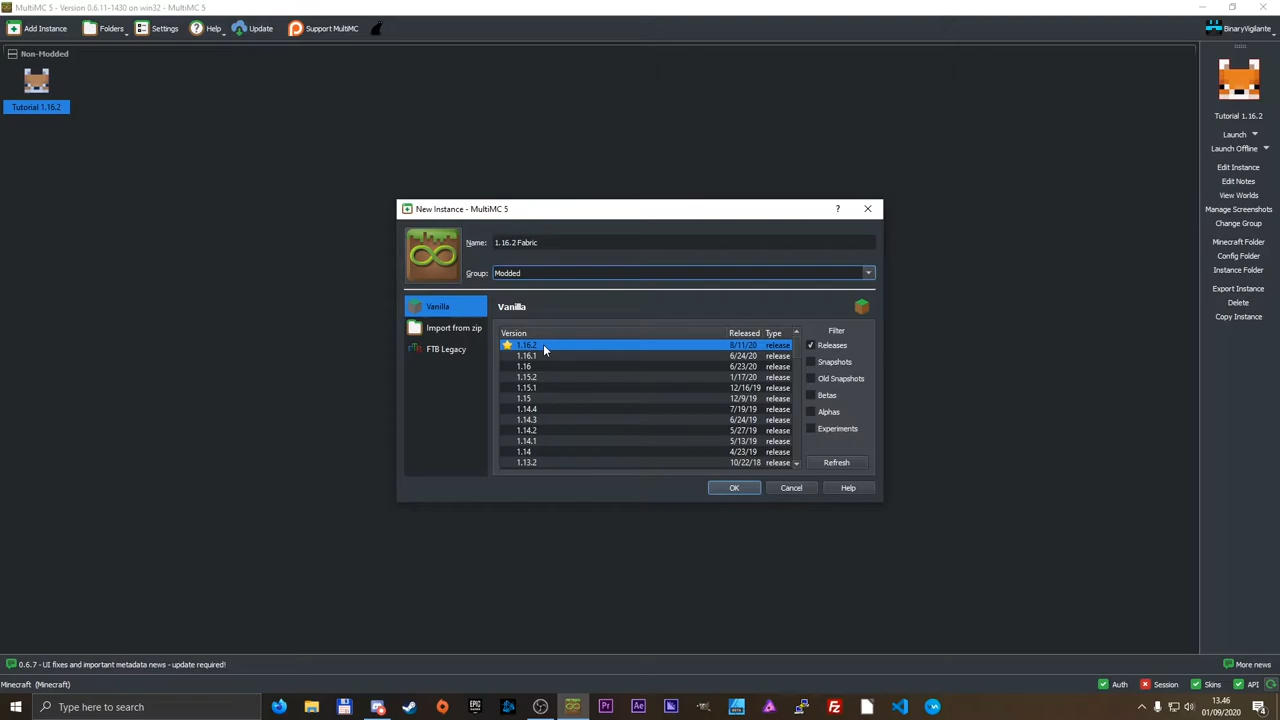 MultiMC 5 - Version 0.6.11-1430 on win32 - MultiMC 5
Add Instance
Folders
Settings
Help
Update
Support MultiMC
BinaryVigilante
Non-Modded
Tutorial 1.16.2
Tutorial 1.16.2
Launch
Launch Offline
Edit Instance
Edit Notes
View Worlds
Manage Screenshots
Change Group
Minecraft Folder
Config Folder
Instance Folder
Export Instance
Delete
Copy Instance
New Instance - MultiMC 5
?
Name: 1.16.2 Fabric
Group: Modded
Vanilla
Import from zip
FTB Legacy
Vanilla
Version Released Type
1.16.2 8/11/20 release
1.16.1 6/24/20 release
1.16 6/23/20 release
1.15.2 1/17/20 release
1.15.1 12/16/19 release
1.15 12/9/19 release
1.14.4 7/19/19 release
1.14.3 6/24/19 release
1.14.2 5/27/19 release
1.14.1 5/13/19 release
1.14 4/23/19 release
1.13.2 10/22/18 release
Filter
Releases
Snapshots
Old Snapshots
Betas
Alphas
Experiments
Refresh
OK
Cancel
Help
0.6.7 - UI fixes and important metadata news - update required!
More news
Minecraft (Minecraft)
Auth
Session
Skins
API
Type here to search
EPIC
Pr
Ae
Fz
13.46
01/09/2020